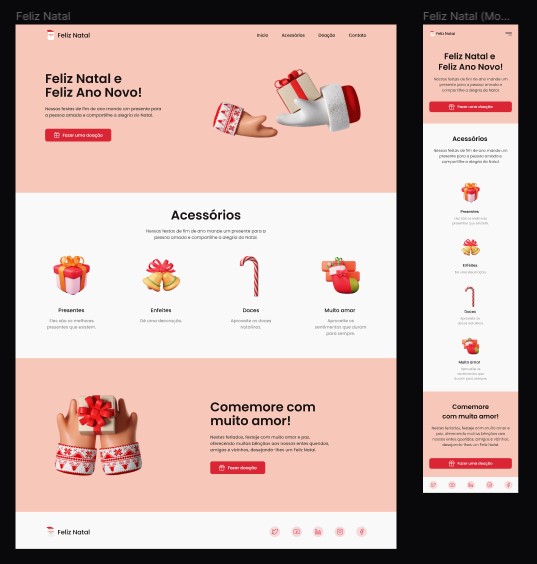 Feliz Natal
Feliz Natal
Início
Acessórios
Doação
Contato
Feliz Natal e
Feliz Ano Novo!
Nessas festas de fim de ano mande um presente para
a pessoa amada e compartilhe a alegria do Natal.
Fazer uma doação
Acessórios
Nessas festas de fim de ano mande um presente para a
pessoa amada e compartilhe a alegria do Natal.
Presentes
Eles são os melhores
presentes que existem.
Enfeites
Dê uma decoração.
Doces
Aproveite os doces
natalinos.
Muito amor
Aproveite os
sentimentos que duram
para sempre.
Comemore com
muito amor!
Nestes feriados, festeje com muito amor e paz,
oferecendo muitas bênçãos aos nossos entes queridos,
amigos e vizinhos, desejando-lhes um Feliz Natal.
Fazer doação
Feliz Natal
Feliz Natal (Mo...
Feliz Natal
Feliz Natal e
Feliz Ano Novo!
Nessas festas de fim de ano mande um
presente para a pessoa amada e
compartilhe a alegria do Natal.
Fazer uma doação
Acessórios
Nessas festas de fim de ano mande um
presente para a pessoa amada e
compartilhe a alegria do Natal.
Presentes
Eles são os melhores
presentes que existem.
Enfeites
Dê uma decoração.
Doces
Aproveite os
doces natalinos.
Muito amor
Aproveite os
sentimentos que
duram para sempre.
Comemore
com muito amor!
Nestes feriados, festeje com muito amor e
paz, oferecendo muitas bênçãos aos
nossos entes queridos, amigos e vizinhos,
desejando-lhes um Feliz Natal.
Fazer doação